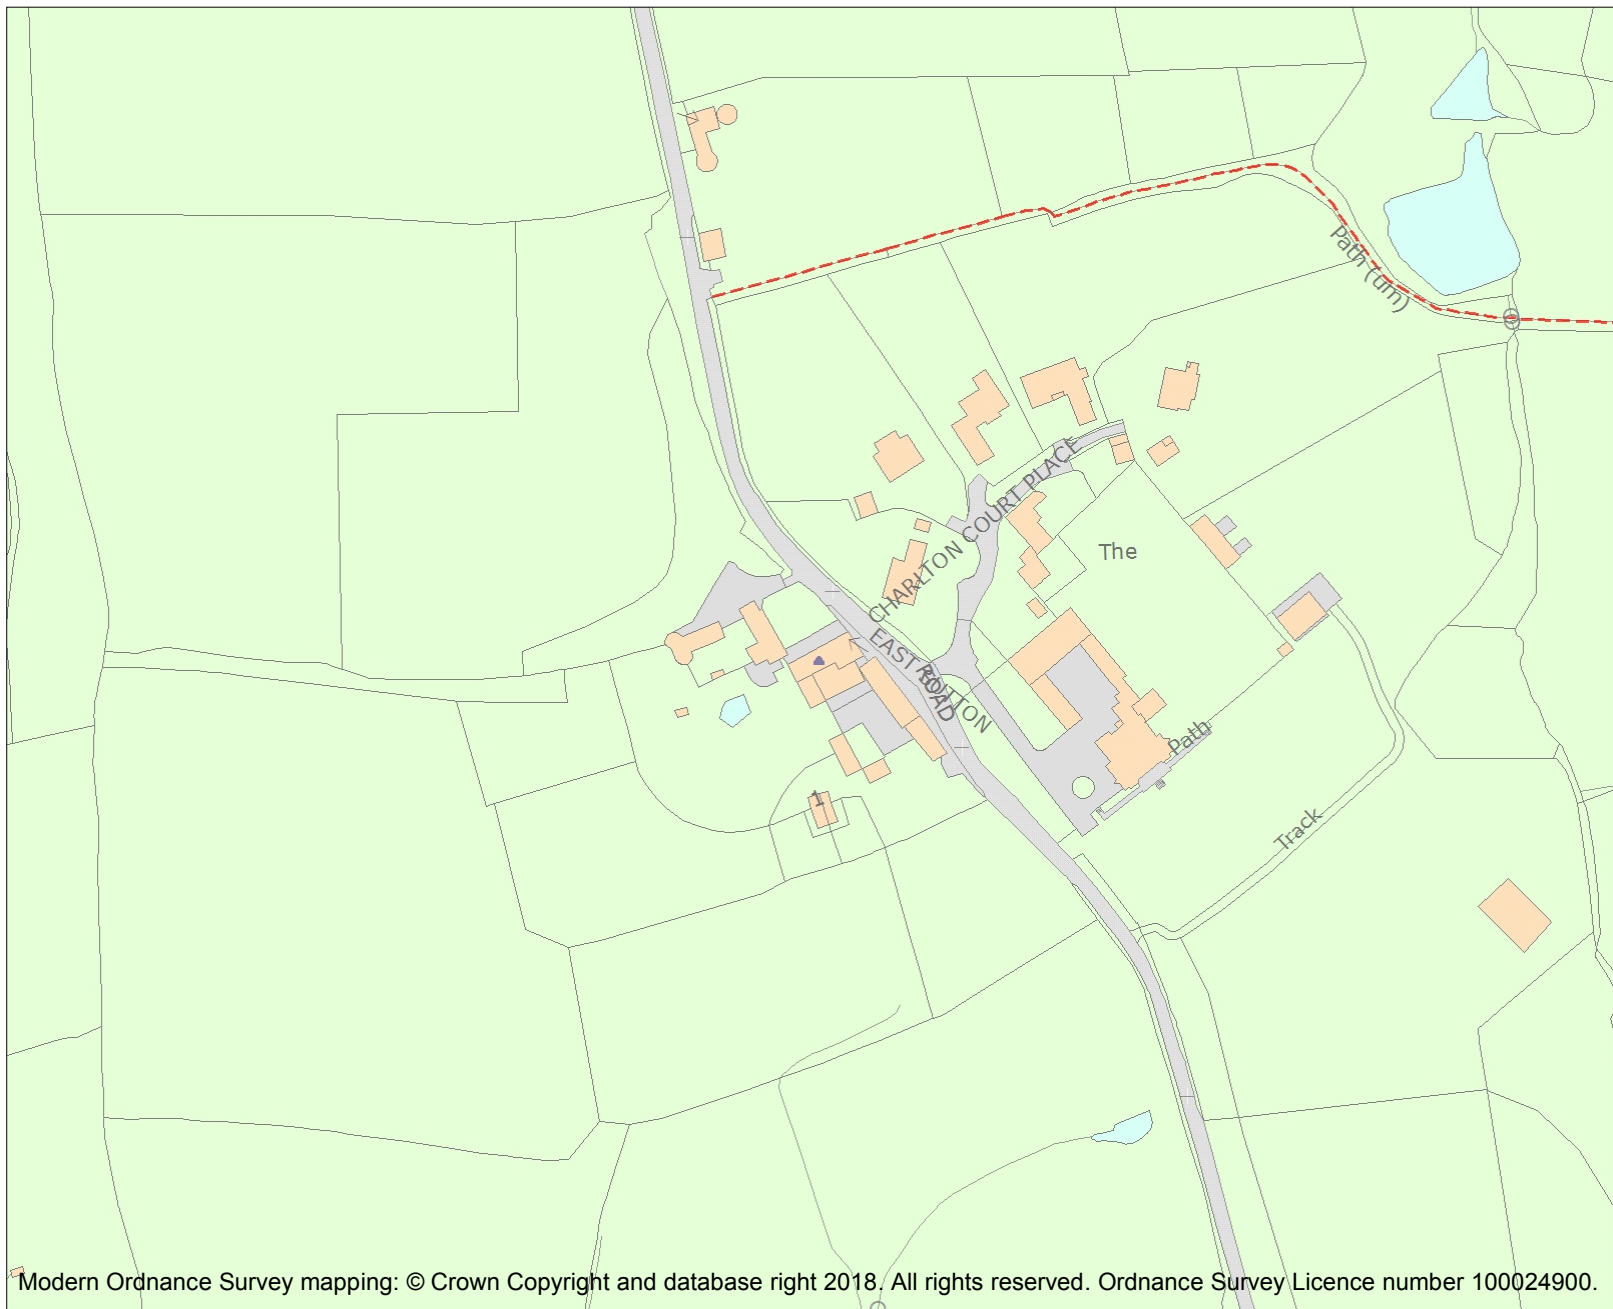 Path (um)
CHARLTON COURT PLACE
The
EAST SUTTON
ROAD
Path
1
Track
Modern Ordnance Survey mapping: © Crown Copyright and database right 2018. All rights reserved. Ordnance Survey Licence number 100024900.